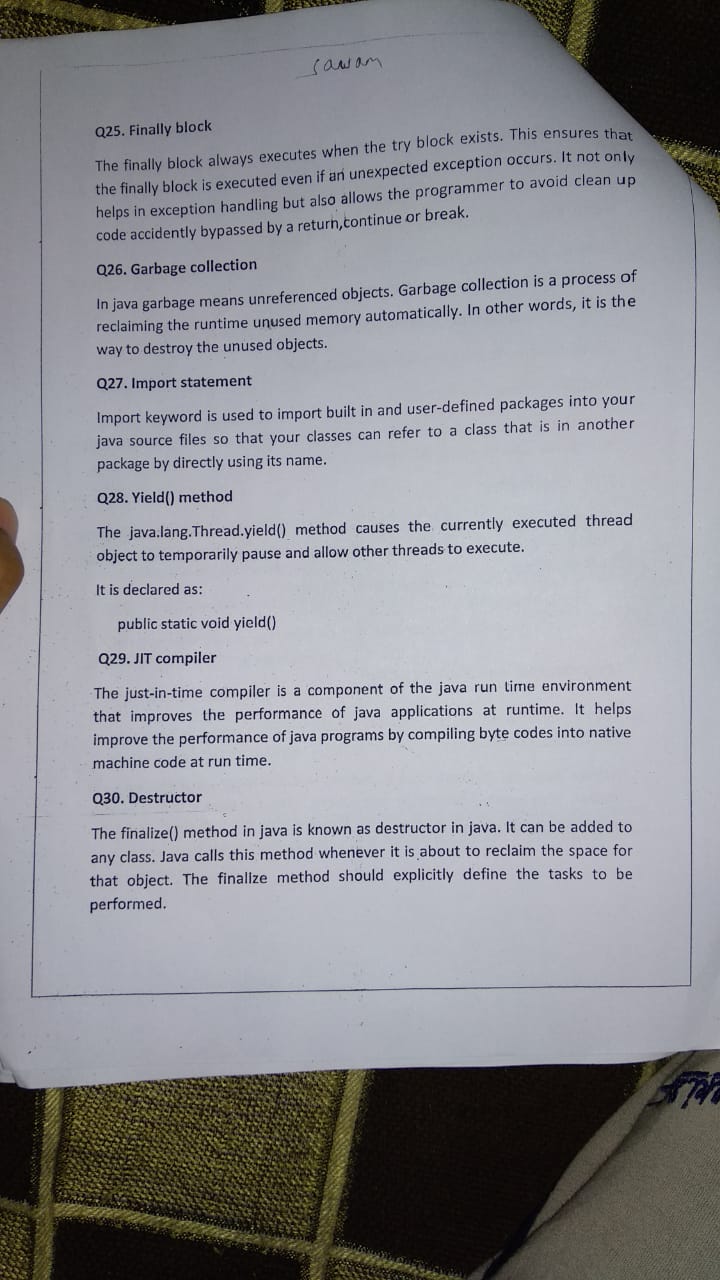 Q25. Finally block
The finally block always executes when the try block exists. This ensures that
the finally block is executed even if an unexpected exception occurs. It not only
helps in exception handling but also allows the programmer to avoid clean up
code accidently bypassed by a return,continue or break.
Q26. Garbage collection
In java garbage means unreferenced objects. Garbage collection is a process of
reclaiming the runtime unused memory automatically. In other words, it is the
way to destroy the unused objects.
Q27. Import statement
Import keyword is used to import built in and user-defined packages into your
java source files so that your classes can refer to a class that is in another
package by directly using its name.
Q28. Yield() method
The java.lang.Thread.yield() method causes the currently executed thread
object to temporarily pause and allow other threads to execute.
It is declared as:
public static void yield()
Q29. JIT compiler
The just-in-time compiler is a component of the java run time environment
that improves the performance of java applications at runtime. It helps
improve the performance of java programs by compiling byte codes into native
machine code at run time.
Q30. Destructor
The finalize() method in java is known as destructor in java. It can be added to
any class. Java calls this method whenever it is about to reclaim the space for
that object. The finalize method should explicitly define the tasks to be
performed.